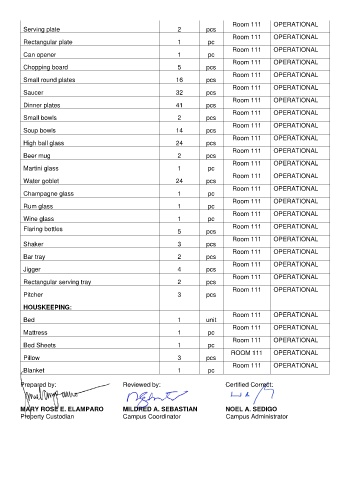 Serving plate 2 pcs Room 111 OPERATIONAL
Rectangular plate 1 pc Room 111 OPERATIONAL
Can opener 1 pc Room 111 OPERATIONAL
Chopping board 5 pcs Room 111 OPERATIONAL
Small round plates 16 pcs Room 111 OPERATIONAL
Saucer 32 pcs Room 111 OPERATIONAL
Dinner plates 41 pcs Room 111 OPERATIONAL
Small bowls 2 pcs Room 111 OPERATIONAL
Soup bowls 14 pcs Room 111 OPERATIONAL
High ball glass 24 pcs Room 111 OPERATIONAL
Beer mug 2 pcs Room 111 OPERATIONAL
Martini glass 1 pc Room 111 OPERATIONAL
Water goblet 24 pcs Room 111 OPERATIONAL
Champagne glass 1 pc Room 111 OPERATIONAL
Rum glass 1 pc Room 111 OPERATIONAL
Wine glass 1 pc Room 111 OPERATIONAL
Flaring bottles 5 pcs Room 111 OPERATIONAL
Shaker 3 pcs Room 111 OPERATIONAL
Bar tray 2 pcs Room 111 OPERATIONAL
Jigger 4 pcs Room 111 OPERATIONAL
Rectangular serving tray 2 pcs Room 111 OPERATIONAL
Pitcher 3 pcs Room 111 OPERATIONAL
HOUSKEEPING:
Bed 1 unit Room 111 OPERATIONAL
Mattress 1 pc Room 111 OPERATIONAL
Bed Sheets 1 pc Room 111 OPERATIONAL
Pillow 3 pcs ROOM 111 OPERATIONAL
Blanket 1 pc Room 111 OPERATIONAL
Prepared by: Reviewed by: Certified Correct:
MARY ROSE E. ELAMPARO MILDRED A. SEBASTIAN NOEL A. SEDIGO
Property Custodian Campus Coordinator Campus Administrator